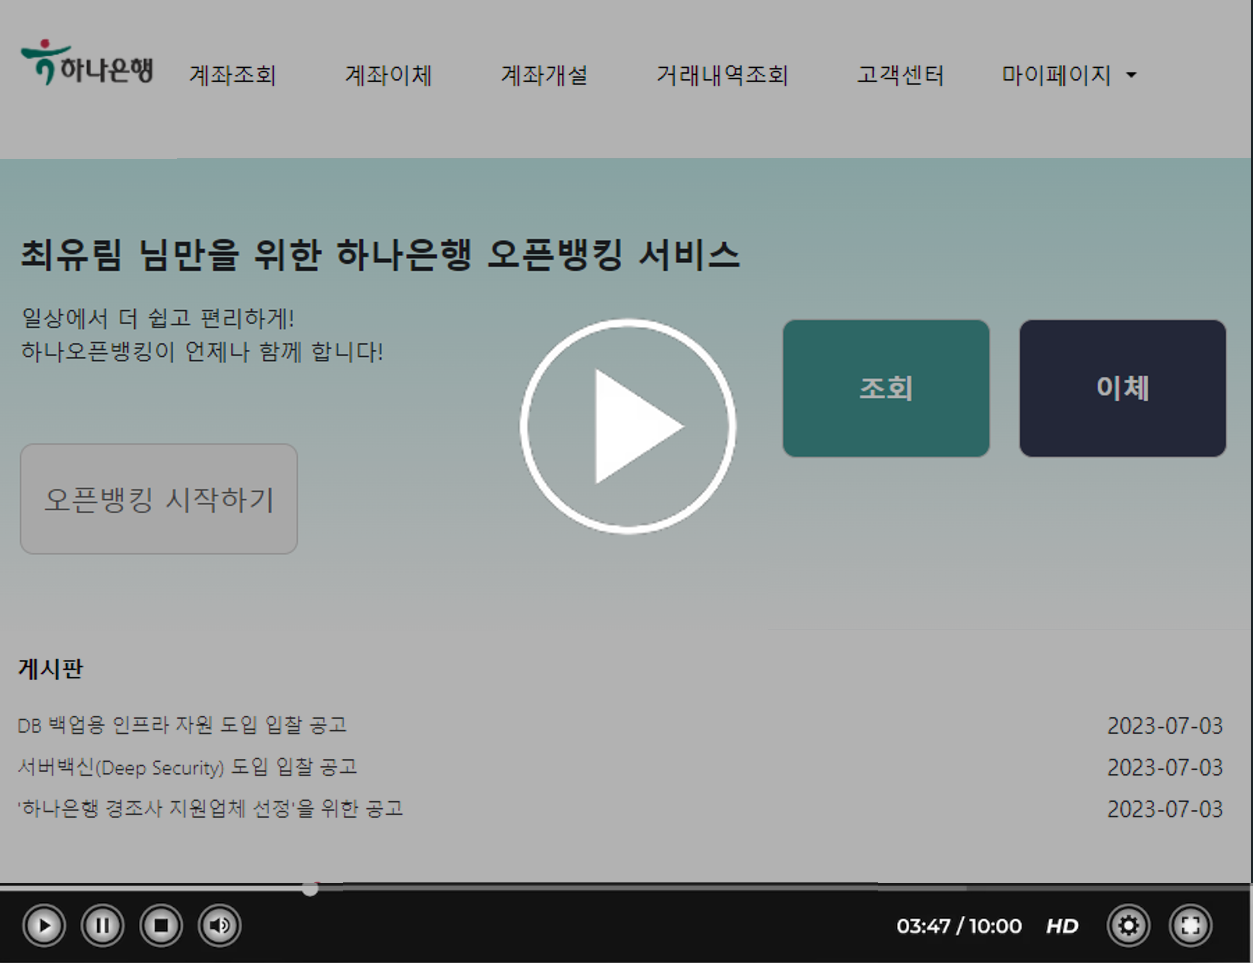 하나은행 계좌조회 계좌이체 계좌개설 거래내역조회 고객센터 마이페이지
최유림 님만을 위한 하나은행 오픈뱅킹 서비스
일상에서 더 쉽고 편리하게!
하나오픈뱅킹이 언제나 함께 합니다!
조회 이체
오픈뱅킹 시작하기
게시판
DB 백업용 인프라 자원 도입 입찰 공고 2023-07-03
서버백신(Deep Security) 도입 입찰 공고 2023-07-03
'하나은행 경조사 지원업체 선정'을 위한 공고 2023-07-03
03:47 / 10:00 HD